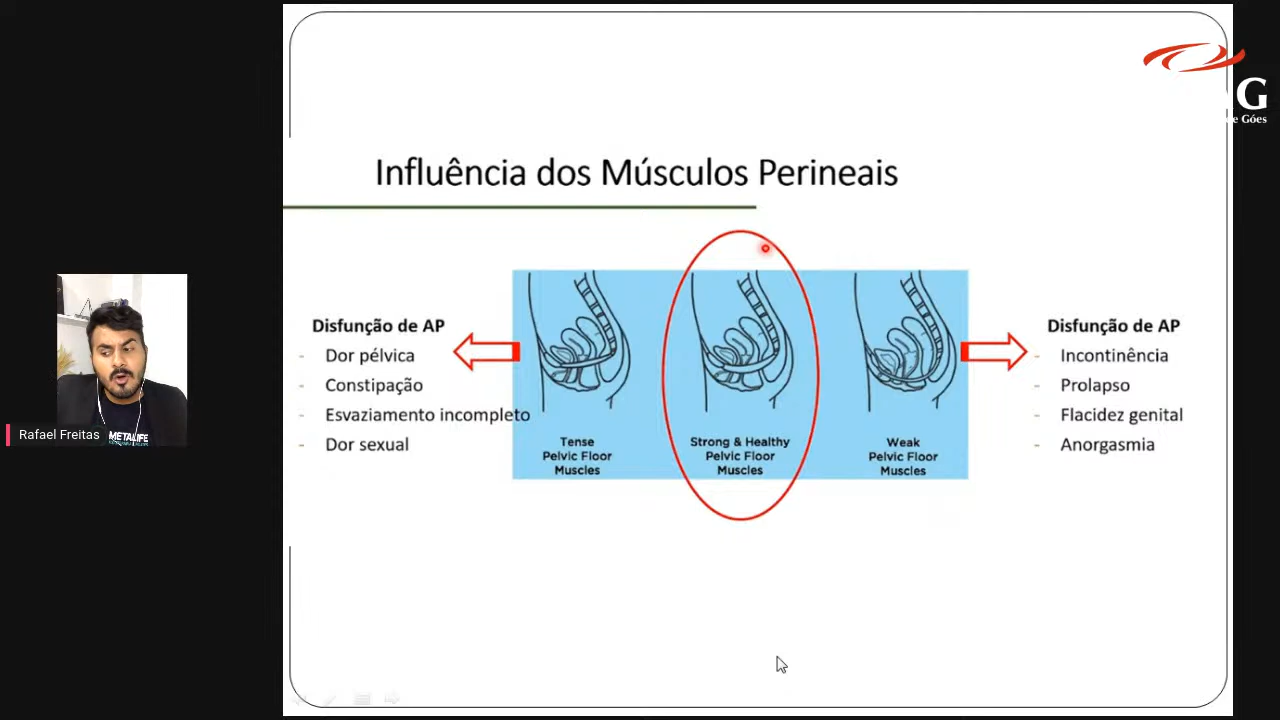 G
de Góes
Influência dos Músculos Perineais
Disfunção de AP
- Dor pélvica
- Constipação
- Esvaziamento incompleto
- Dor sexual
Tense
Pelvic Floor
Muscles
Strong & Healthy
Pelvic Floor
Muscles
Weak
Pelvic Floor
Muscles
Disfunção de AP
- Incontinência
- Prolapso
- Flacidez genital
- Anorgasmia
METALIFE
Rafael Freitas